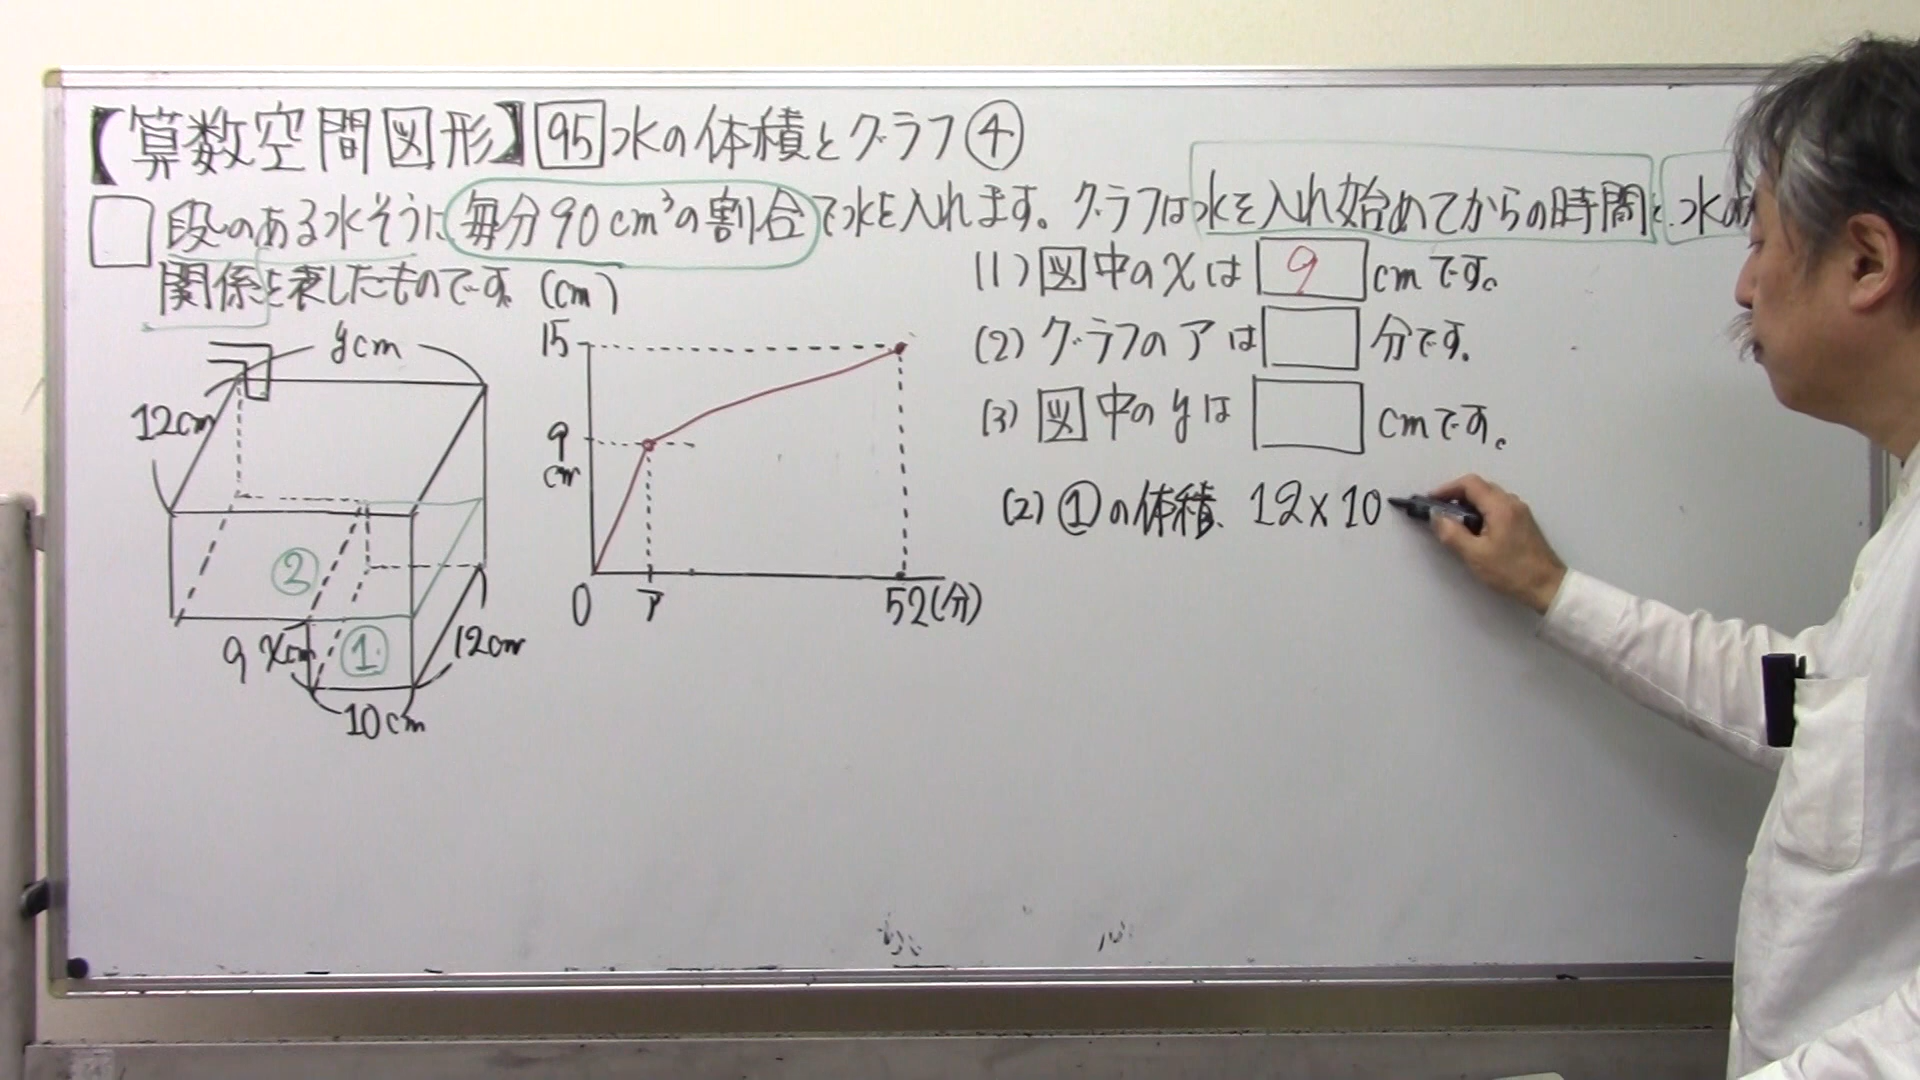 【算数空間図形】95 水の体積とグラフ④
段のある水そうに毎分90cm³の割合で水を入れます。グラフは水を入れ始めてからの時間と水の
関係を表したものです。
(1) 図中のxは 9 cmです。
(2) グラフのアは 分です。
(3) 図中のyは cmです。
(2) ①の体積、12×10
ycm
12cm
②
9 xcm
①
12cm
10cm
(cm)
15
9
cm
0
ア
52(分)